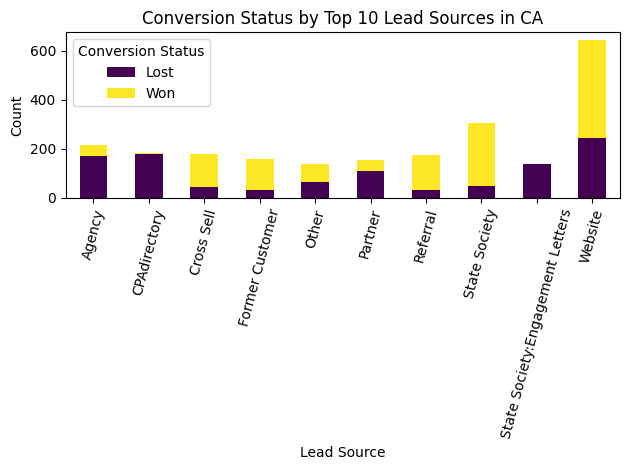 Conversion Status by Top 10 Lead Sources in CA
Count
600
400
200
0
Conversion Status
Lost
Won
Agency
CPAdirectory
Cross Sell
Former Customer
Other
Partner
Referral
State Society
State Society:Engagement Letters
Website
Lead Source